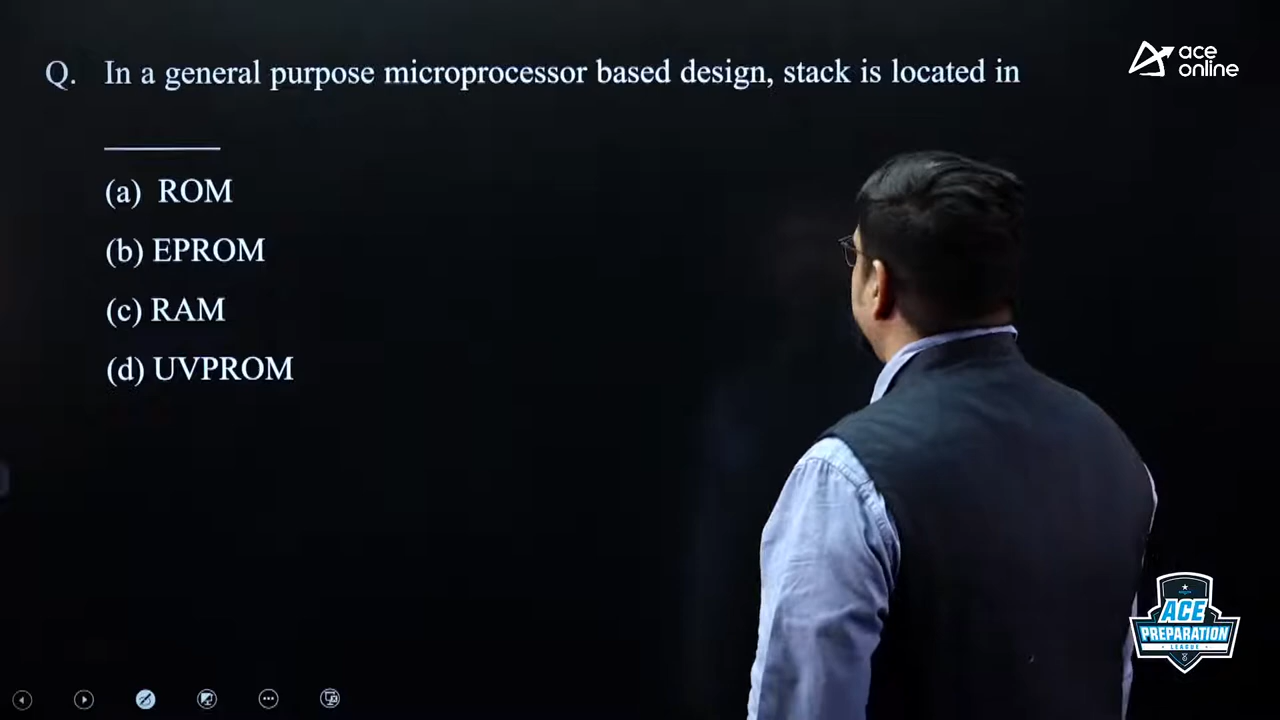 Q. In a general purpose microprocessor based design, stack is located in
________
(a) ROM
(b) EPROM
(c) RAM
(d) UVPROM
ace
online
ACE
PREPARATION
LEAGUE